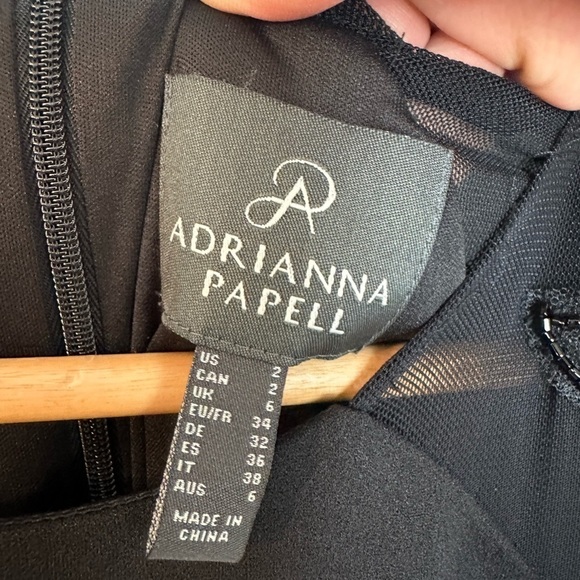 AP
ADRIANNA
PAPELL
US 2
CAN 2
UK 6
EU/FR 34
DE 32
ES 36
IT 38
AUS 6
MADE IN
CHINA